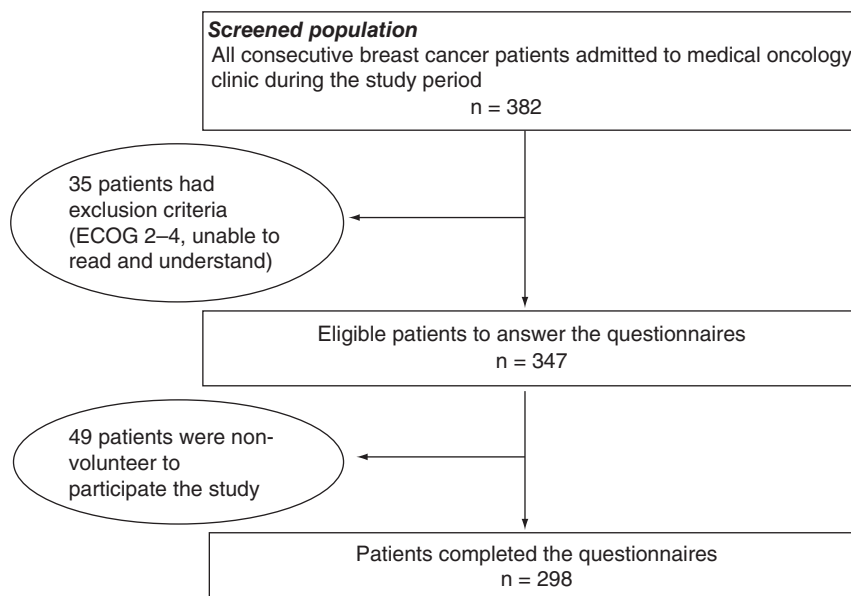 Screened population
All consecutive breast cancer patients admitted to medical oncology
clinic during the study period
n = 382
35 patients had
exclusion criteria
(ECOG 2–4, unable to
read and understand)
Eligible patients to answer the questionnaires
n = 347
49 patients were non-
volunteer to
participate the study
Patients completed the questionnaires
n = 298